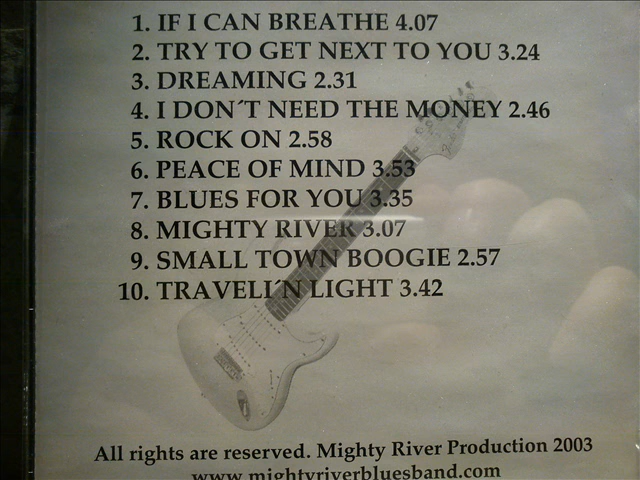 1. IF I CAN BREATHE 4.07
2. TRY TO GET NEXT TO YOU 3.24
3. DREAMING 2.31
4. I DON´T NEED THE MONEY 2.46
5. ROCK ON 2.58
6. PEACE OF MIND 3.53
7. BLUES FOR YOU 3.35
8. MIGHTY RIVER 3.07
9. SMALL TOWN BOOGIE 2.57
10. TRAVELI´N LIGHT 3.42
All rights are reserved. Mighty River Production 2003
www.mightyriverbluesband.com